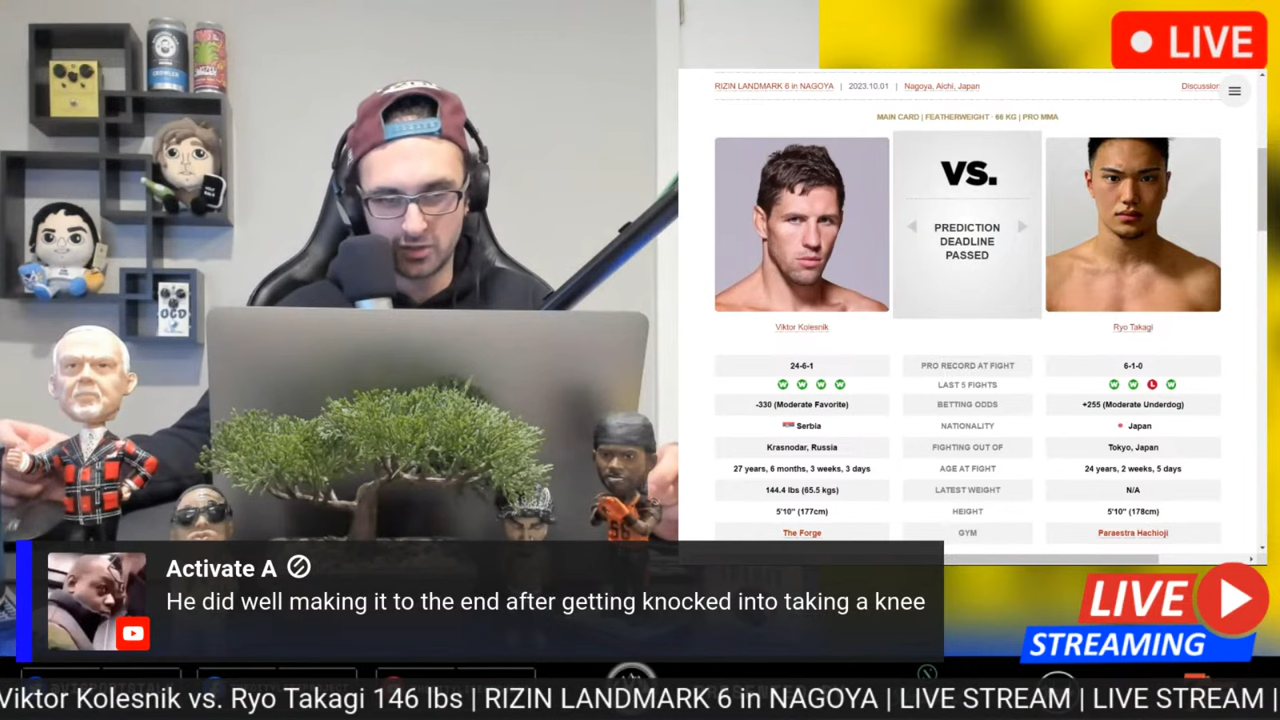 LIVE
RIZIN LANDMARK 6 in NAGOYA | 2023.10.01 | Nagoya, Aichi, Japan
Discussion
MAIN CARD | FEATHERWEIGHT · 66 KG | PRO MMA
VS.
PREDICTION
DEADLINE
PASSED
Viktor Kolesnik
Ryo Takagi
24-6-1 PRO RECORD AT FIGHT 6-1-0
W W W W LAST 5 FIGHTS W W L W
-330 (Moderate Favorite) BETTING ODDS +255 (Moderate Underdog)
Serbia NATIONALITY Japan
Krasnodar, Russia FIGHTING OUT OF Tokyo, Japan
27 years, 6 months, 3 weeks, 3 days AGE AT FIGHT 24 years, 2 weeks, 5 days
144.4 lbs (65.5 kgs) LATEST WEIGHT N/A
5'10" (177cm) HEIGHT 5'10" (178cm)
The Forge GYM Paraestra Hachioji
OCD
CROWLER
Activate A
He did well making it to the end after getting knocked into taking a knee
LIVE
STREAMING
Viktor Kolesnik vs. Ryo Takagi 146 lbs | RIZIN LANDMARK 6 in NAGOYA | LIVE STREAM | LIVE STREAM |